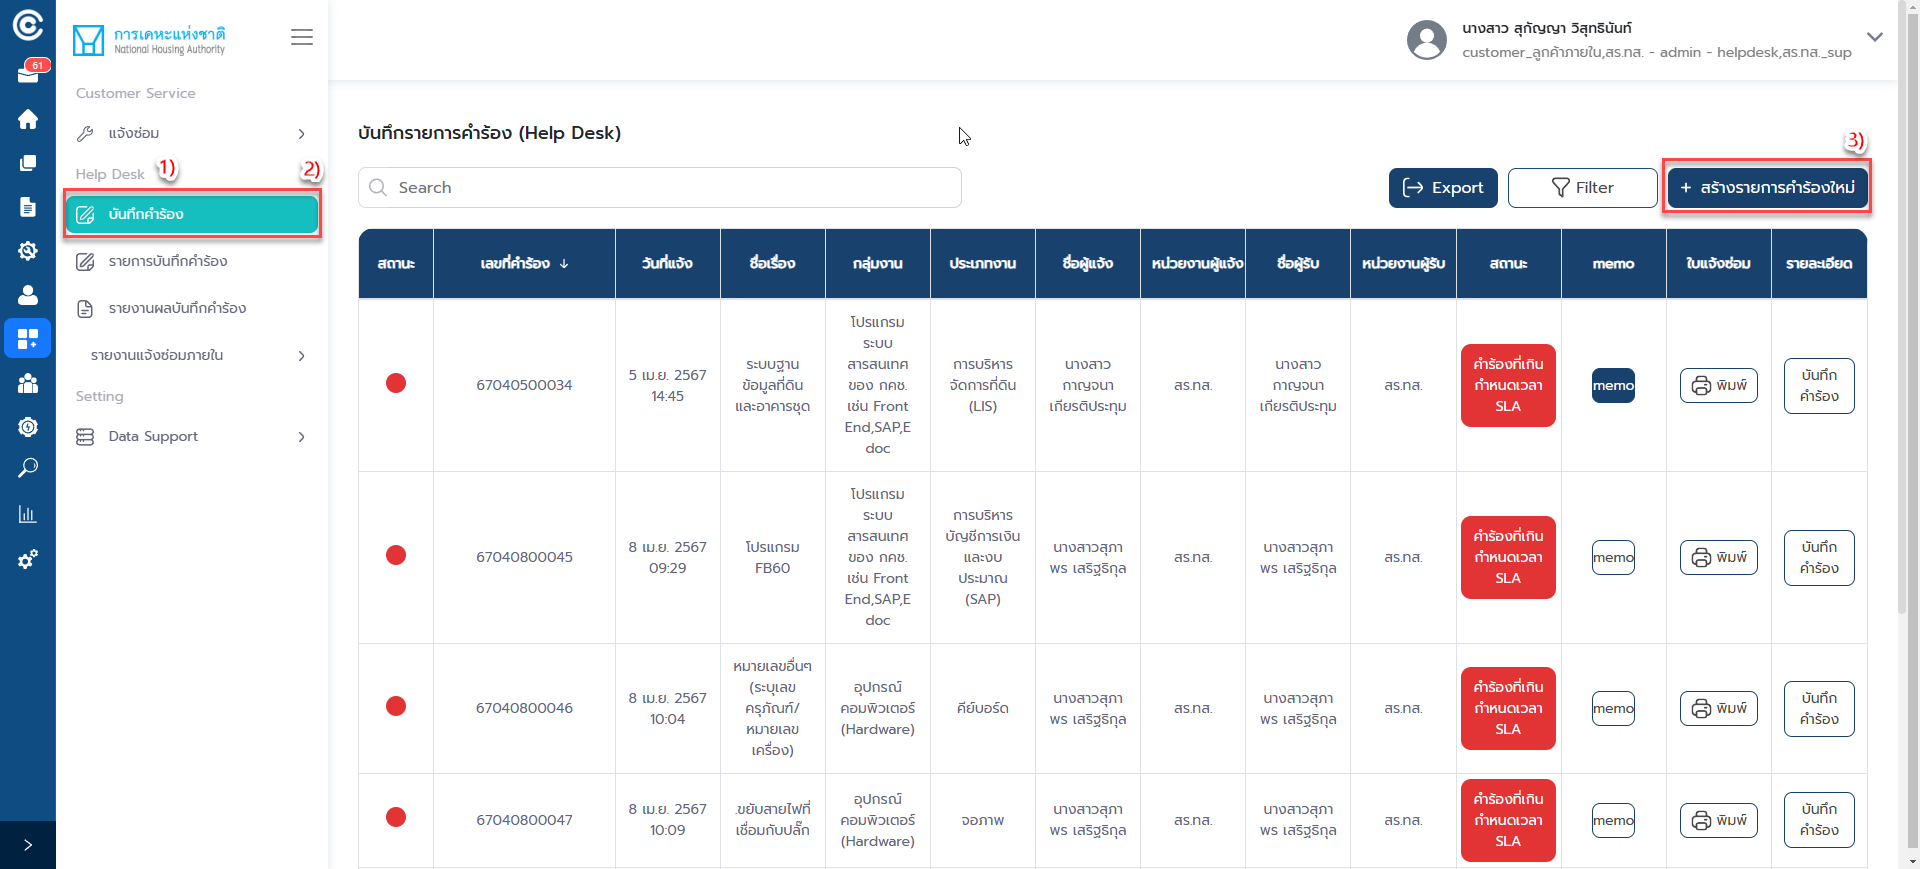 61
การเคหะแห่งชาติ
National Housing Authority
นางสาว สุกัญญา วิสุทธินันท์
customer_ลูกค้าภายใน,สร.ทส. - admin - helpdesk,สร.ทส._sup
Customer Service
แจ้งซ่อม
Help Desk
1)
2)
บันทึกคำร้อง
รายการบันทึกคำร้อง
รายงานผลบันทึกคำร้อง
รายงานแจ้งซ่อมภายใน
Setting
Data Support
บันทึกรายการคำร้อง (Help Desk)
3)
Search
Export
Filter
+ สร้างรายการคำร้องใหม่
สถานะ เลขที่คำร้อง ↓ วันที่แจ้ง ชื่อเรื่อง กลุ่มงาน ประเภทงาน ชื่อผู้แจ้ง หน่วยงานผู้แจ้ง ชื่อผู้รับ หน่วยงานผู้รับ สถานะ memo ใบแจ้งซ่อม รายละเอียด
67040500034
5 เม.ย. 2567
14:45
ระบบฐาน
ข้อมูลที่ดิน
และอาคารชุด
โปรแกรม
ระบบ
สารสนเทศ
ของ กคช.
เช่น Front
End,SAP,E
doc
การบริหาร
จัดการที่ดิน
(LIS)
นางสาว
กาญจนา
เกียรติประทุม
สร.ทส.
นางสาว
กาญจนา
เกียรติประทุม
สร.ทส.
คำร้องที่เกิน
กำหนดเวลา
SLA
memo
พิมพ์
บันทึก
คำร้อง
67040800045
8 เม.ย. 2567
09:29
โปรแกรม
FB60
โปรแกรม
ระบบ
สารสนเทศ
ของ กคช.
เช่น Front
End,SAP,E
doc
การบริหาร
บัญชีการเงิน
และงบ
ประมาณ
(SAP)
นางสาวสุภา
พร เสริฐธิกุล
สร.ทส.
นางสาวสุภา
พร เสริฐธิกุล
สร.ทส.
คำร้องที่เกิน
กำหนดเวลา
SLA
memo
พิมพ์
บันทึก
คำร้อง
67040800046
8 เม.ย. 2567
10:04
หมายเลขอื่นๆ
(ระบุเลข
ครุภัณฑ์/
หมายเลข
เครื่อง)
อุปกรณ์
คอมพิวเตอร์
(Hardware)
คีย์บอร์ด
นางสาวสุภา
พร เสริฐธิกุล
สร.ทส.
นางสาวสุภา
พร เสริฐธิกุล
สร.ทส.
คำร้องที่เกิน
กำหนดเวลา
SLA
memo
พิมพ์
บันทึก
คำร้อง
67040800047
8 เม.ย. 2567
10:09
.ขยับสายไฟที่
เชื่อมกับปลั๊ก
อุปกรณ์
คอมพิวเตอร์
(Hardware)
จอภาพ
นางสาวสุภา
พร เสริฐธิกุล
สร.ทส.
นางสาวสุภา
พร เสริฐธิกุล
สร.ทส.
คำร้องที่เกิน
กำหนดเวลา
SLA
memo
พิมพ์
บันทึก
คำร้อง